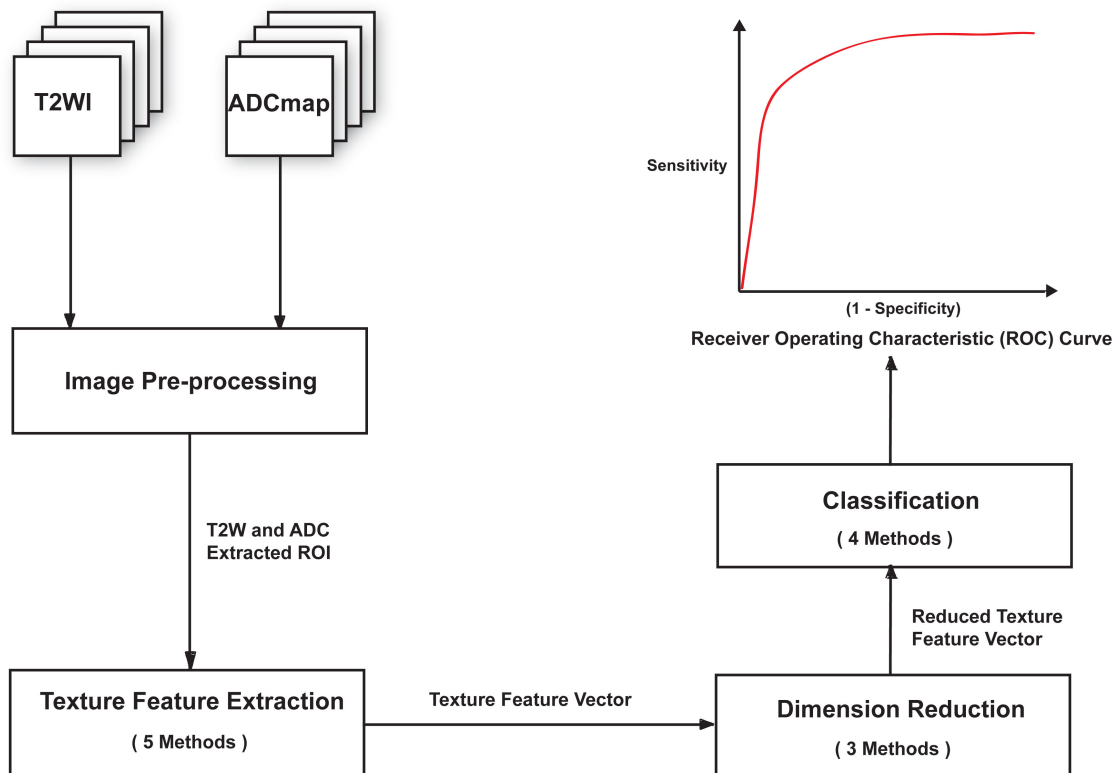 T2WI
ADCmap
Image Pre-processing
T2W and ADC
Extracted ROI
Texture Feature Extraction
( 5 Methods )
Texture Feature Vector
Dimension Reduction
( 3 Methods )
Reduced Texture
Feature Vector
Classification
( 4 Methods )
Sensitivity
(1 - Specificity)
Receiver Operating Characteristic (ROC) Curve